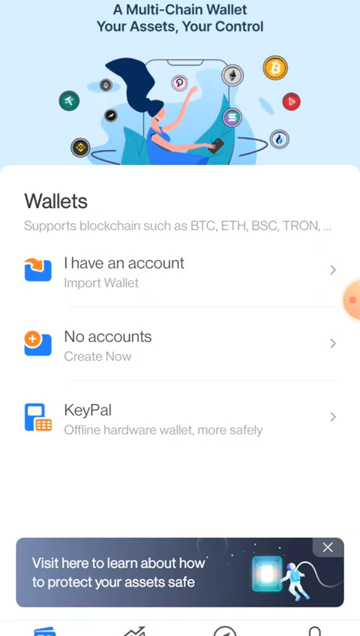 A Multi-Chain Wallet
Your Assets, Your Control
Wallets
Supports blockchain such as BTC, ETH, BSC, TRON, ...
I have an account
Import Wallet
No accounts
Create Now
KeyPal
Offline hardware wallet, more safely
Visit here to learn about how
to protect your assets safe